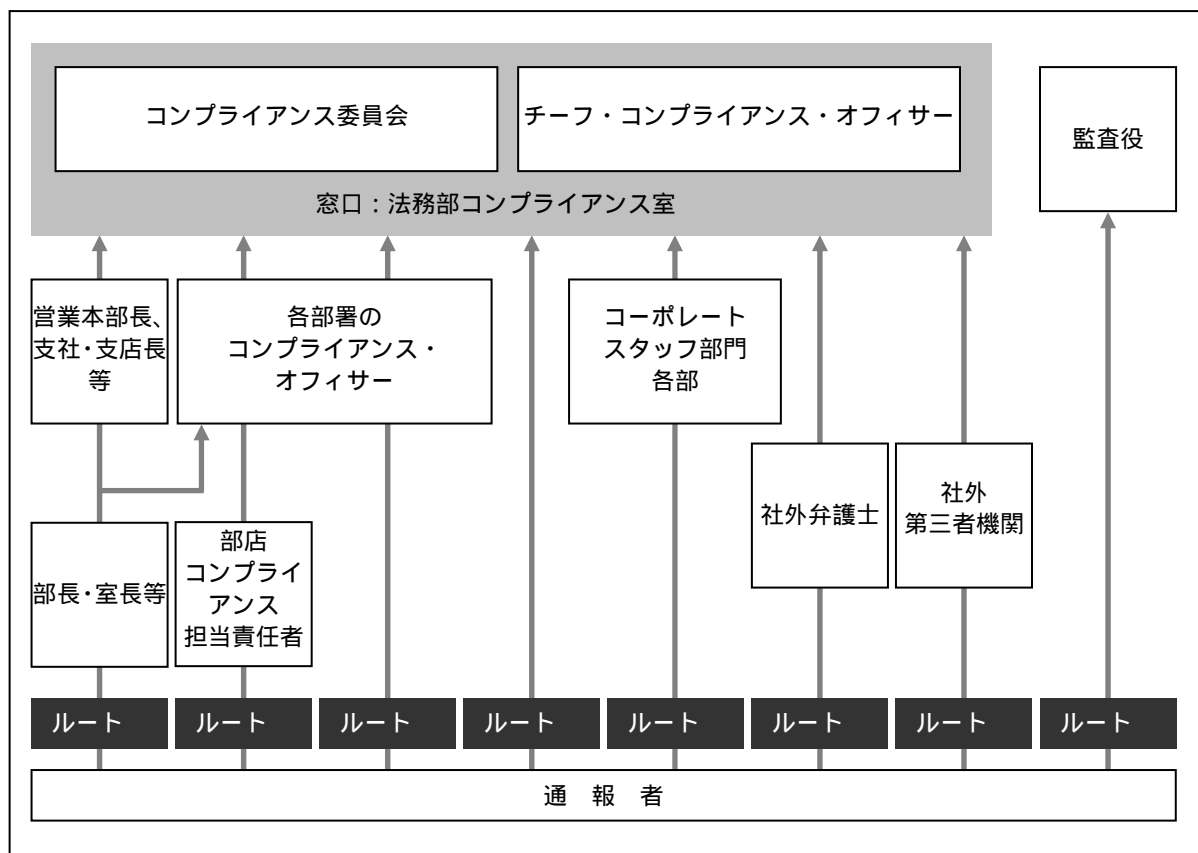 コンプライアンス委員会
チーフ・コンプライアンス・オフィサー
監査役
窓口：法務部コンプライアンス室
営業本部長、
支社・支店長
等
各部署の
コンプライアンス・
オフィサー
コーポレート
スタッフ部門
各部
社外弁護士
社外
第三者機関
部長・室長等
部店
コンプライ
アンス
担当責任者
ルート
ルート
ルート
ルート
ルート
ルート
ルート
ルート
通　報　者